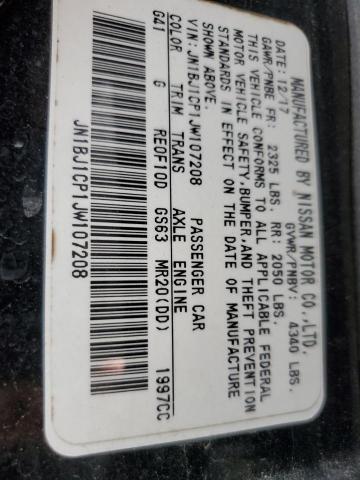 MANUFACTURED BY NISSAN MOTOR CO.,LTD.
DATE:12/17 GVWR/PNBV: 4340 LBS.
GAWR/PNBE FR: 2325 LBS. RR: 2050 LBS.
THIS VEHICLE CONFORMS TO ALL APPLICABLE FEDERAL
MOTOR VEHICLE SAFETY,BUMPER,AND THEFT PREVENTION
STANDARDS IN EFFECT ON THE DATE OF MANUFACTURE
SHOWN ABOVE.
VIN:JN1BJ1CP1JW107208 PASSENGER CAR
COLOR TRIM TRANS AXLE ENGINE
G41 G RE0F10D GS63 MR20(DD) 1997CC
JN1BJ1CP1JW107208